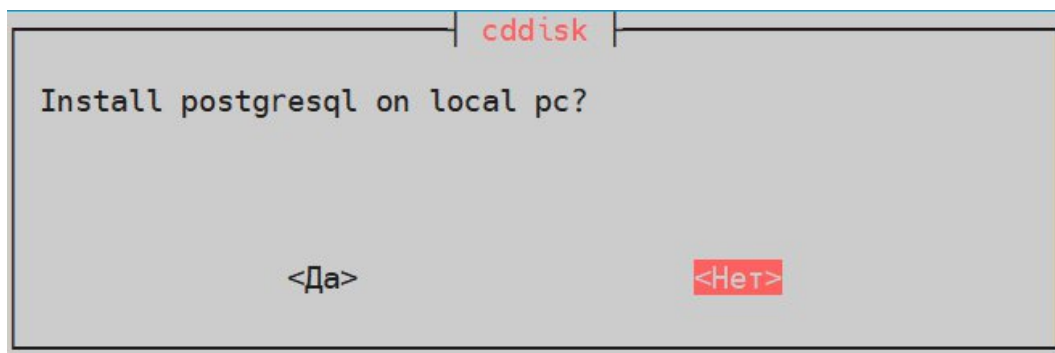 cddisk
Install postgresql on local pc?
<Да> <Нет>